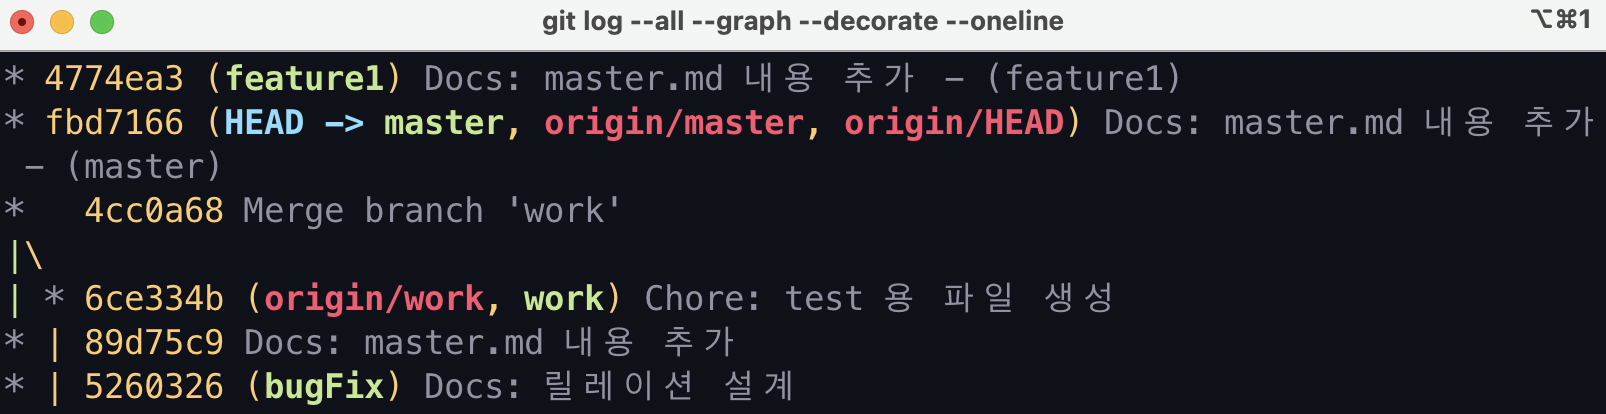 git log --all --graph --decorate --oneline
⌥⌘1
* 4774ea3 (feature1) Docs: master.md 내용 추가 - (feature1)
* fbd7166 (HEAD -> master, origin/master, origin/HEAD) Docs: master.md 내용 추가
- (master)
*   4cc0a68 Merge branch 'work'
|\
| * 6ce334b (origin/work, work) Chore: test 용 파일 생성
* | 89d75c9 Docs: master.md 내용 추가
* | 5260326 (bugFix) Docs: 릴레이션 설계